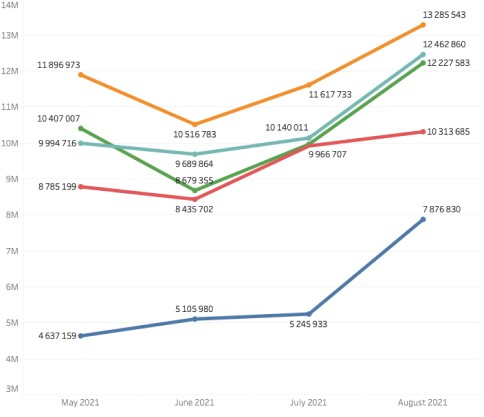 14M
13 285 543
13M
12 462 860
11 896 973
12 227 583
12M
11 617 733
11M
10 407 007
10 516 783
10 140 011
10 313 685
10M
9 994 716
9 689 864
9 966 707
9M
8 785 199
8 679 355
8 435 702
8M
7 876 830
7M
6M
5 105 980
5M
5 245 933
4 637 159
4M
3M
May 2021 June 2021 July 2021 August 2021